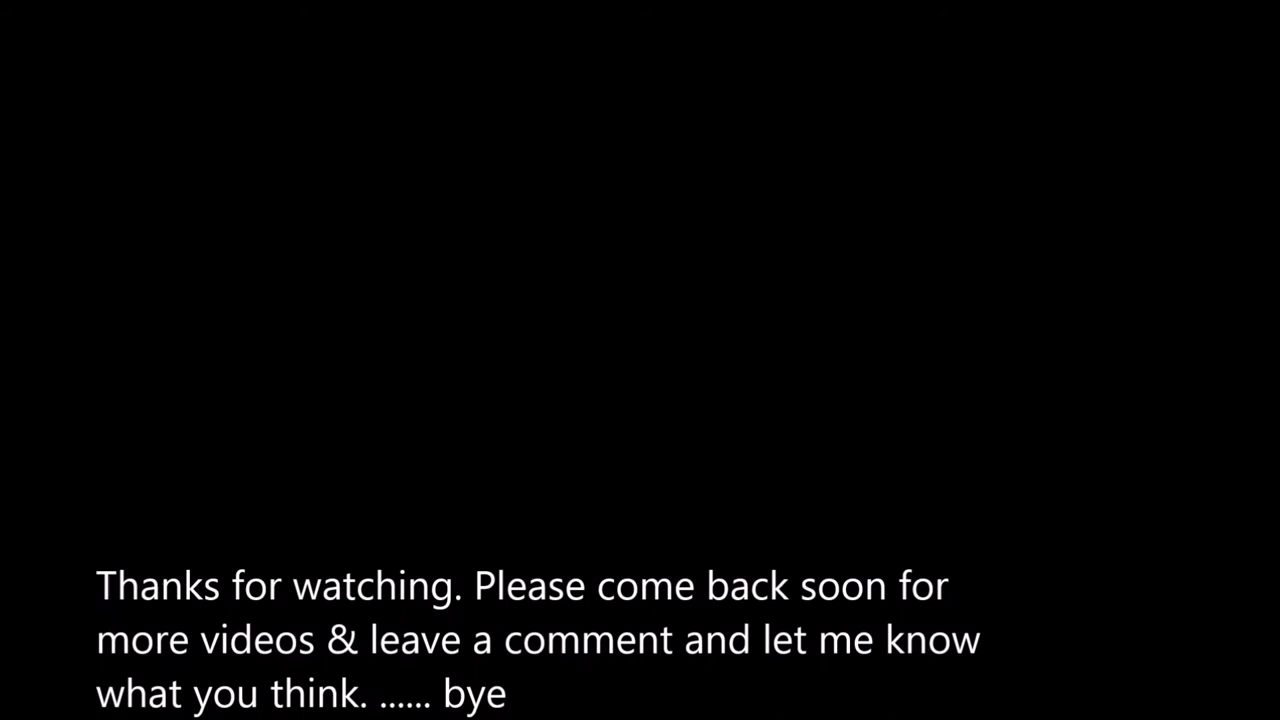 Thanks for watching. Please come back soon for
more videos & leave a comment and let me know
what you think. ...... bye